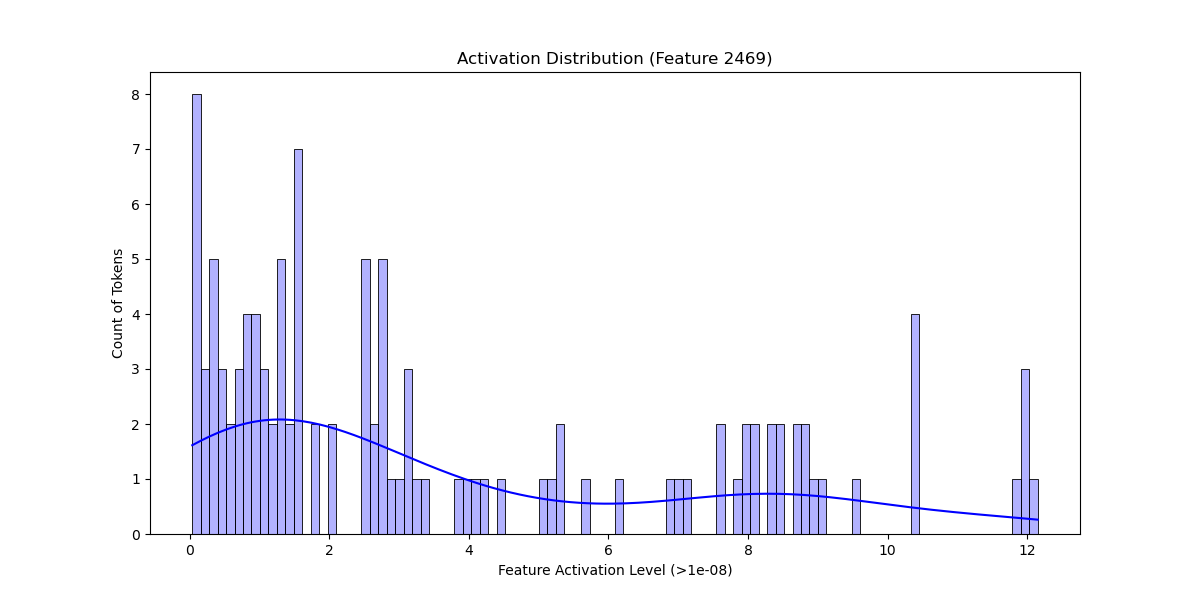 Activation Distribution (Feature 2469)
8
7
6
5
4
3
2
1
0
Count of Tokens
0 2 4 6 8 10 12
Feature Activation Level (>1e-08)